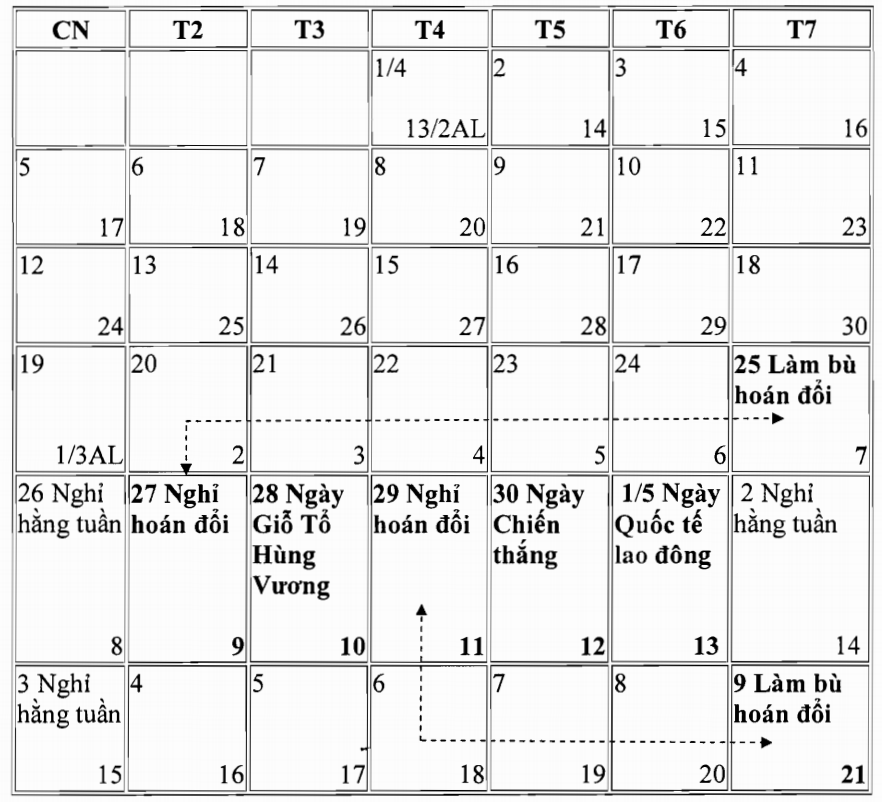 CN T2 T3 T4 T5 T6 T7
1/4 2 3 4
13/2AL 14 15 16
5 6 7 8 9 10 11
17 18 19 20 21 22 23
12 13 14 15 16 17 18
24 25 26 27 28 29 30
19 20 21 22 23 24 25 Làm bù
hoán đổi
1/3AL 2 3 4 5 6 7
26 Nghỉ 27 Nghỉ 28 Ngày 29 Nghỉ 30 Ngày 1/5 Ngày 2 Nghỉ
hằng tuần hoán đổi Giỗ Tổ hoán đổi Chiến Quốc tế hằng tuần
Hùng thắng lao đông
Vương
8 9 10 11 12 13 14
3 Nghỉ 4 5 6 7 8 9 Làm bù
hằng tuần hoán đổi
15 16 17 18 19 20 21